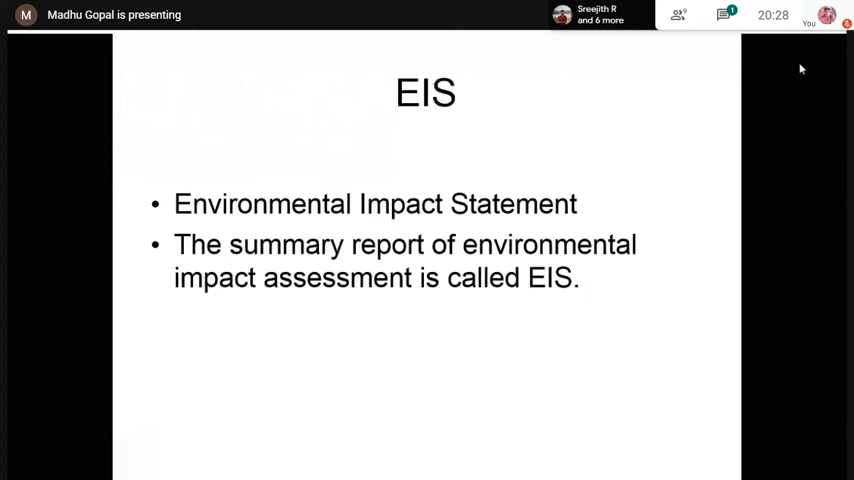 M Madhu Gopal is presenting
Sreejith R
and 6 more
9
1
20:28
You
EIS
• Environmental Impact Statement
• The summary report of environmental
impact assessment is called EIS.